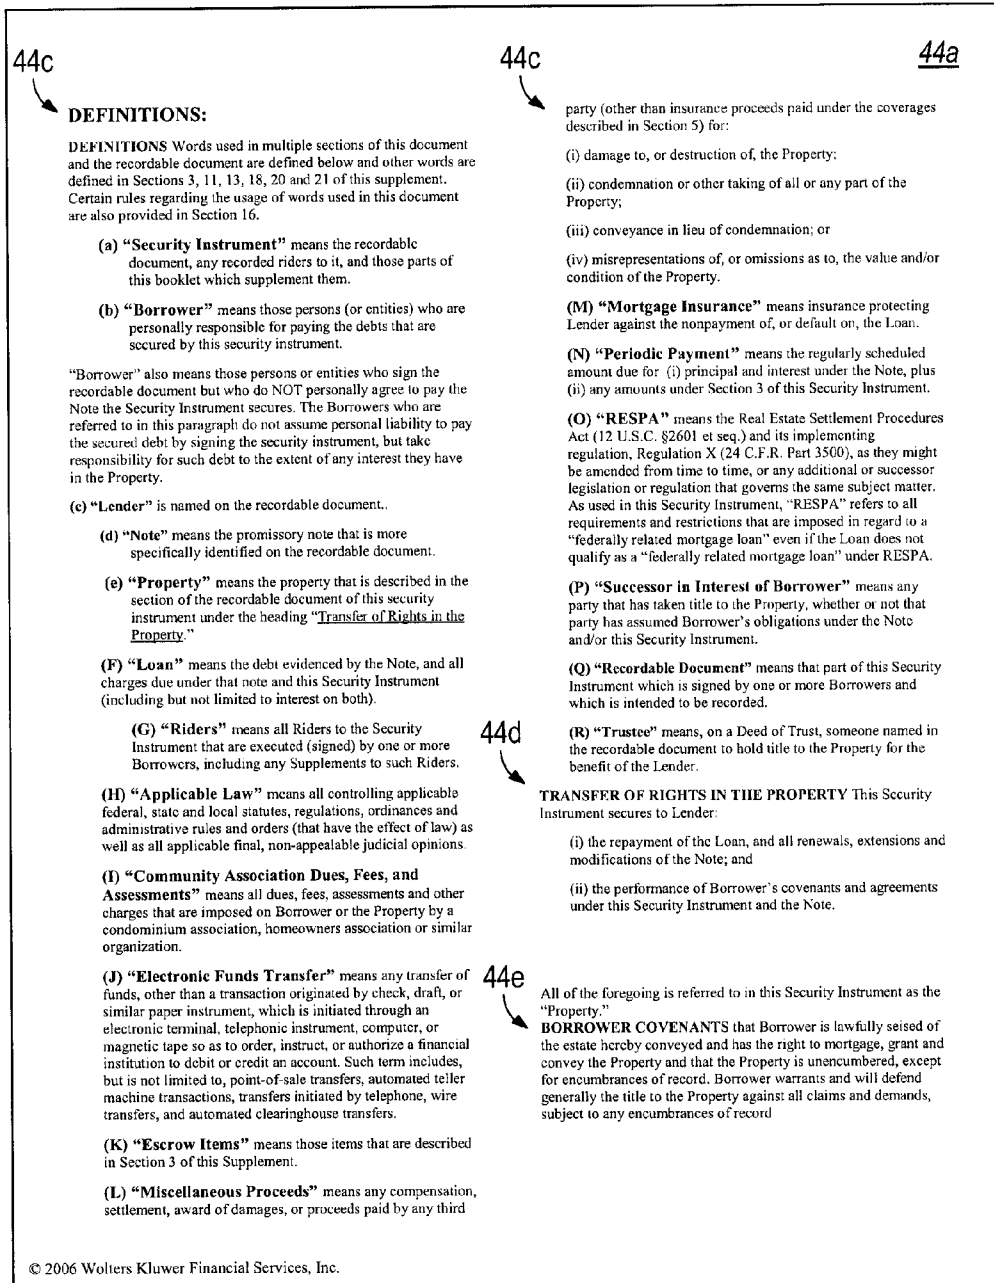 44c
DEFINITIONS:
DEFINITIONS Words used in multiple sections of this document
and the recordable document are defined below and other words are
defined in Sections 3, 11, 13, 18, 20 and 21 of this supplement.
Certain rules regarding the usage of words used in this document
are also provided in Section 16.
(a) “Security Instrument” means the recordable
document, any recorded riders to it, and those parts of
this booklet which supplement them.
(b) “Borrower” means those persons (or entities) who are
personally responsible for paying the debts that are
secured by this security instrument.
“Borrower” also means those persons or entities who sign the
recordable document but who do NOT personally agree to pay the
Note the Security Instrument secures. The Borrowers who are
referred to in this paragraph do not assume personal liability to pay
the secured debt by signing the security instrument, but take
responsibility for such debt to the extent of any interest they have
in the Property.
(c) “Lender” is named on the recordable document..
(d) “Note” means the promissory note that is more
specifically identified on the recordable document.
(e) “Property” means the property that is described in the
section of the recordable document of this security
instrument under the heading “Transfer of Rights in the
Property.”
(F) “Loan” means the debt evidenced by the Note, and all
charges due under that note and this Security Instrument
(including but not limited to interest on both).
(G) “Riders” means all Riders to the Security
Instrument that are executed (signed) by one or more
Borrowers, including any Supplements to such Riders.
(H) “Applicable Law” means all controlling applicable
federal, state and local statutes, regulations, ordinances and
administrative rules and orders (that have the effect of law) as
well as all applicable final, non-appealable judicial opinions.
(I) “Community Association Dues, Fees, and
Assessments” means all dues, fees, assessments and other
charges that are imposed on Borrower or the Property by a
condominium association, homeowners association or similar
organization.
(J) “Electronic Funds Transfer” means any transfer of
funds, other than a transaction originated by check, draft, or
similar paper instrument, which is initiated through an
electronic terminal, telephonic instrument, computer, or
magnetic tape so as to order, instruct, or authorize a financial
institution to debit or credit an account. Such term includes,
but is not limited to, point-of-sale transfers, automated teller
machine transactions, transfers initiated by telephone, wire
transfers, and automated clearinghouse transfers.
(K) “Escrow Items” means those items that are described
in Section 3 of this Supplement.
(L) “Miscellaneous Proceeds” means any compensation,
settlement, award of damages, or proceeds paid by any third
44c
44a
party (other than insurance proceeds paid under the coverages
described in Section 5) for:
(i) damage to, or destruction of, the Property;
(ii) condemnation or other taking of all or any part of the
Property;
(iii) conveyance in lieu of condemnation; or
(iv) misrepresentations of, or omissions as to, the value and/or
condition of the Property.
(M) “Mortgage Insurance” means insurance protecting
Lender against the nonpayment of, or default on, the Loan.
(N) “Periodic Payment” means the regularly scheduled
amount due for (i) principal and interest under the Note, plus
(ii) any amounts under Section 3 of this Security Instrument.
(O) “RESPA” means the Real Estate Settlement Procedures
Act (12 U.S.C. §2601 et seq.) and its implementing
regulation, Regulation X (24 C.F.R. Part 3500), as they might
be amended from time to time, or any additional or successor
legislation or regulation that governs the same subject matter.
As used in this Security Instrument, “RESPA” refers to all
requirements and restrictions that are imposed in regard to a
“federally related mortgage loan” even if the Loan does not
qualify as a “federally related mortgage loan” under RESPA.
(P) “Successor in Interest of Borrower” means any
party that has taken title to the Property, whether or not that
party has assumed Borrower’s obligations under the Note
and/or this Security Instrument.
(Q) “Recordable Document” means that part of this Security
Instrument which is signed by one or more Borrowers and
which is intended to be recorded.
44d
(R) “Trustee” means, on a Deed of Trust, someone named in
the recordable document to hold title to the Property for the
benefit of the Lender.
TRANSFER OF RIGHTS IN THE PROPERTY This Security
Instrument secures to Lender:
(i) the repayment of the Loan, and all renewals, extensions and
modifications of the Note; and
(ii) the performance of Borrower’s covenants and agreements
under this Security Instrument and the Note.
44e
All of the foregoing is referred to in this Security Instrument as the
“Property.”
BORROWER COVENANTS that Borrower is lawfully seised of
the estate hereby conveyed and has the right to mortgage, grant and
convey the Property and that the Property is unencumbered, except
for encumbrances of record. Borrower warrants and will defend
generally the title to the Property against all claims and demands,
subject to any encumbrances of record
© 2006 Wolters Kluwer Financial Services, Inc.